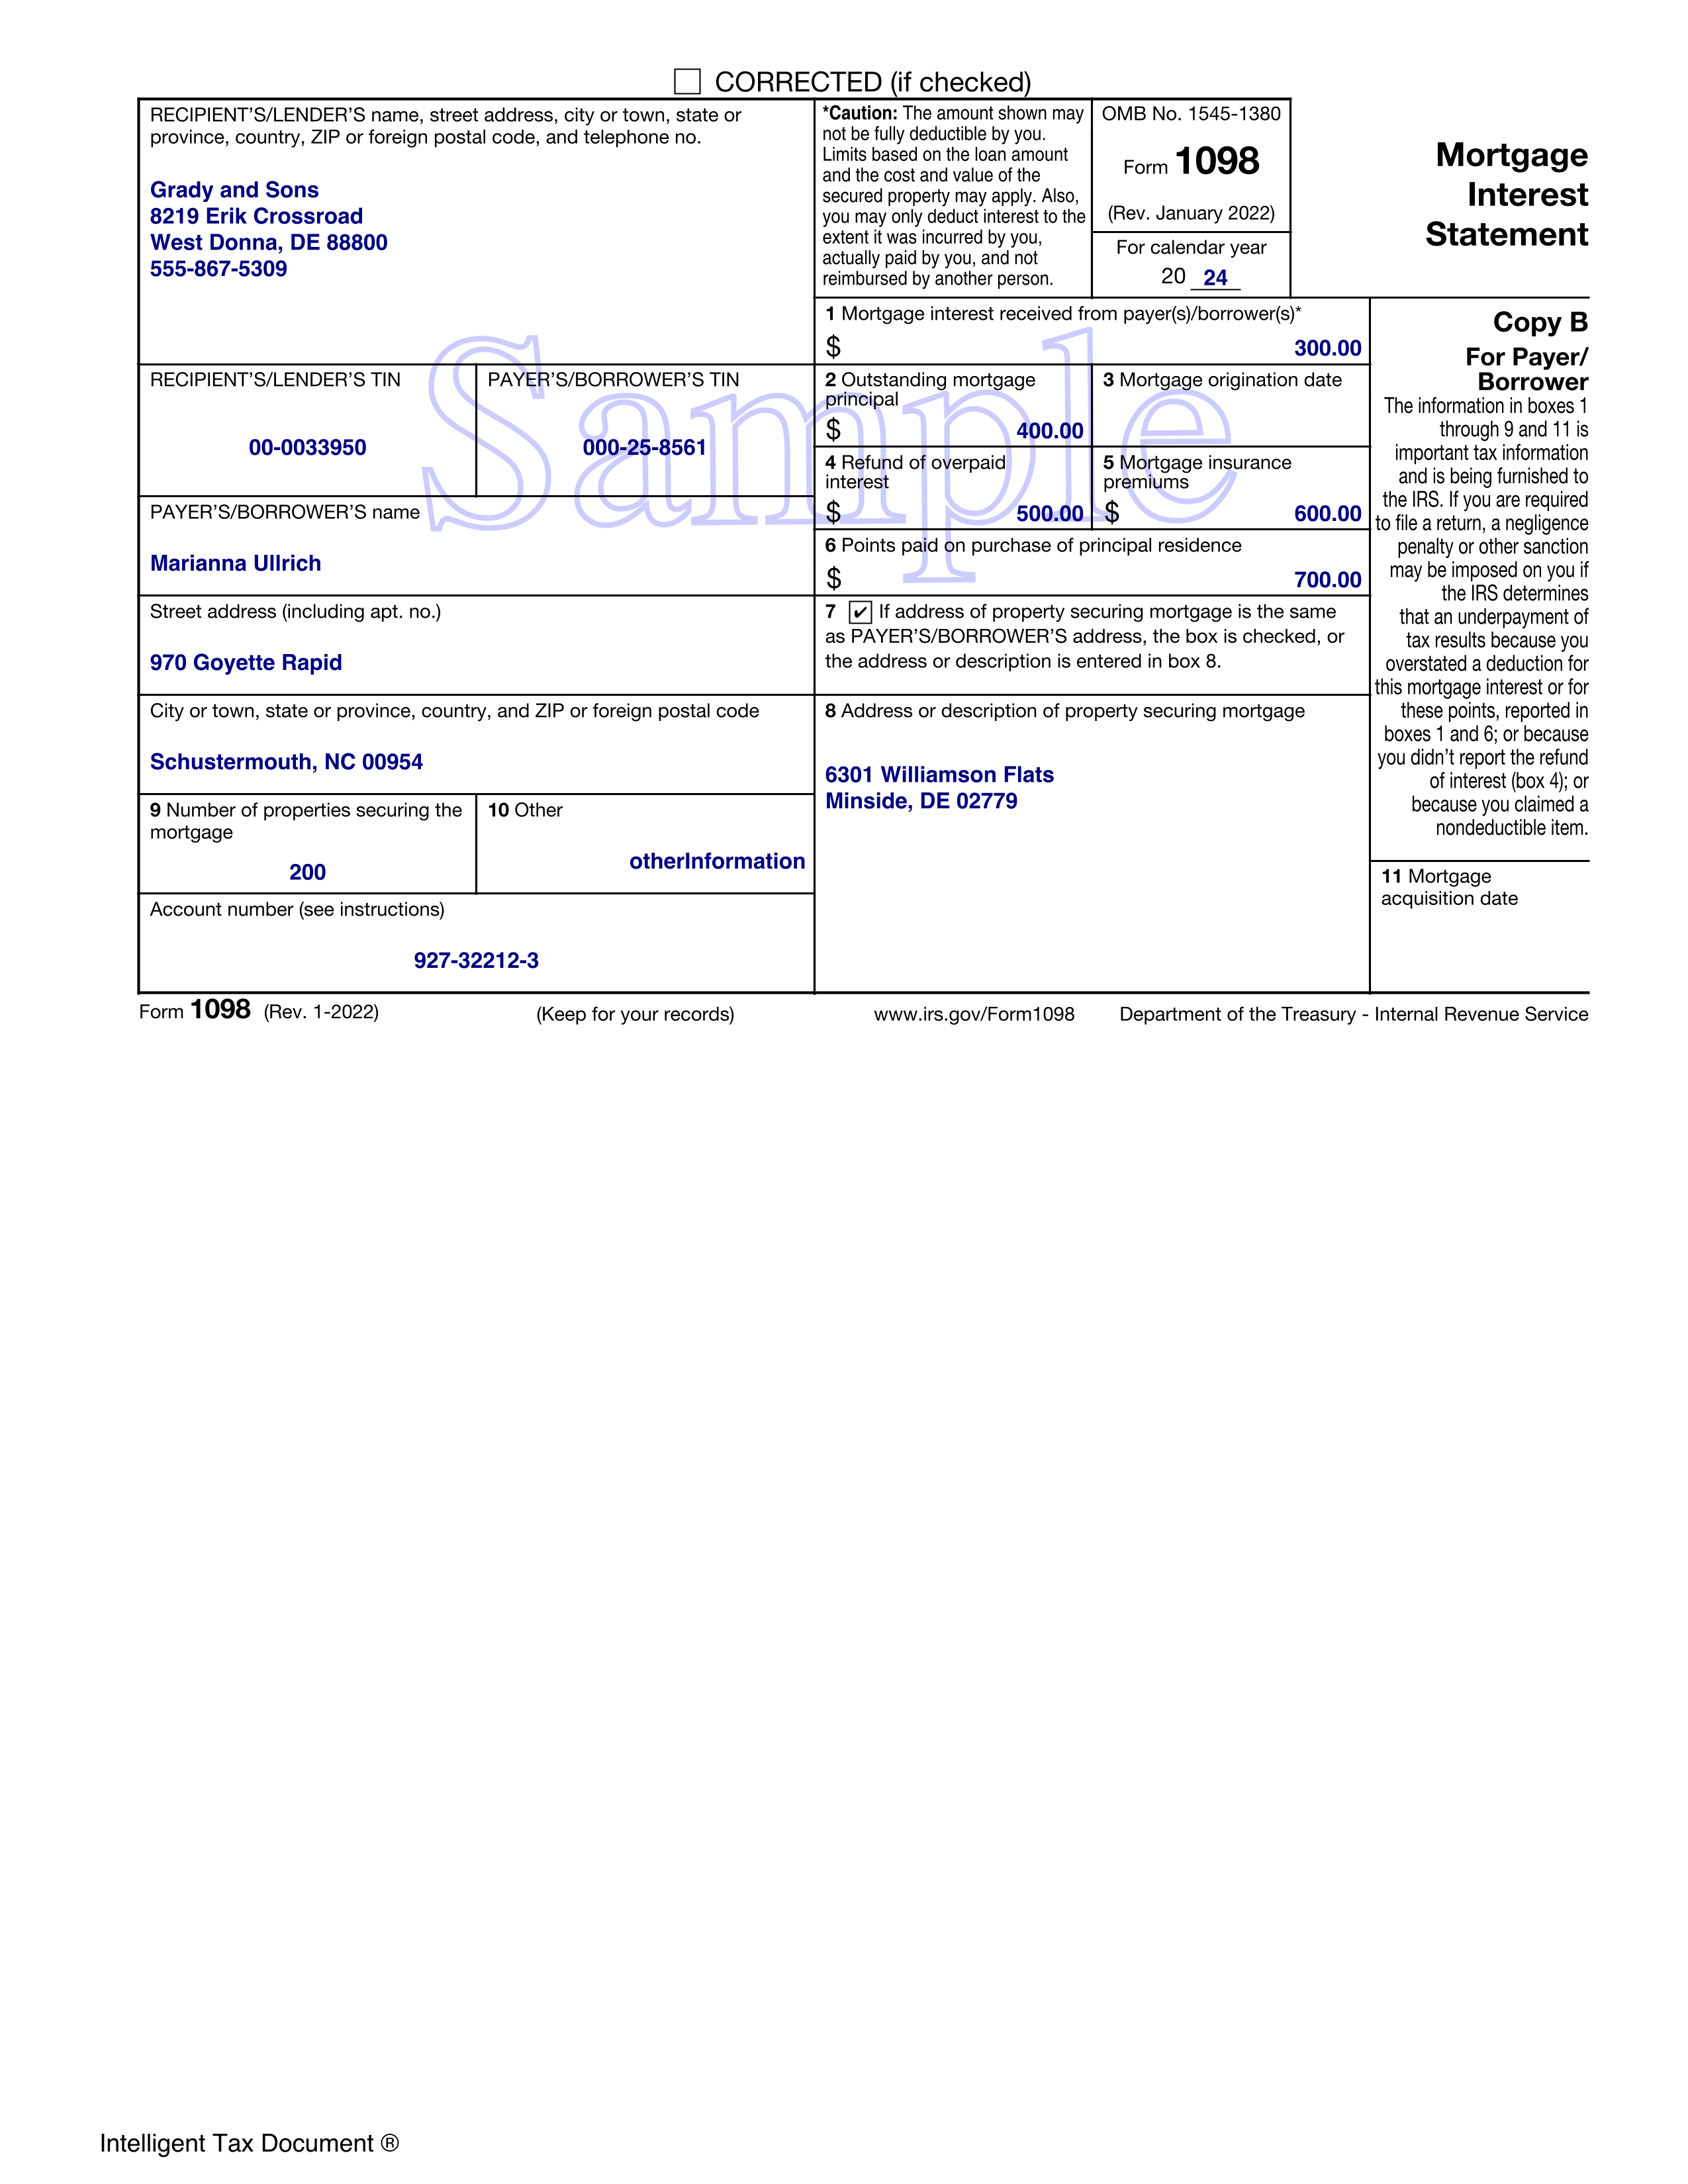 ☐ CORRECTED (if checked)
RECIPIENT'S/LENDER'S name, street address, city or town, state or
province, country, ZIP or foreign postal code, and telephone no.
Grady and Sons
8219 Erik Crossroad
West Donna, DE 88800
555-867-5309
*Caution: The amount shown may
not be fully deductible by you.
Limits based on the loan amount
and the cost and value of the
secured property may apply. Also,
you may only deduct interest to the
extent it was incurred by you,
actually paid by you, and not
reimbursed by another person.
OMB No. 1545-1380
Form 1098
(Rev. January 2022)
For calendar year
20 24
Mortgage
Interest
Statement
1 Mortgage interest received from payer(s)/borrower(s)*
$ 300.00
Copy B
For Payer/
Borrower
The information in boxes 1
through 9 and 11 is
important tax information
and is being furnished to
the IRS. If you are required
to file a return, a negligence
penalty or other sanction
may be imposed on you if
the IRS determines
that an underpayment of
tax results because you
overstated a deduction for
this mortgage interest or for
these points, reported in
boxes 1 and 6; or because
you didn't report the refund
of interest (box 4); or
because you claimed a
nondeductible item.
RECIPIENT'S/LENDER'S TIN
00-0033950
PAYER'S/BORROWER'S TIN
000-25-8561
2 Outstanding mortgage
principal
$ 400.00
3 Mortgage origination date
4 Refund of overpaid
interest
$ 500.00
5 Mortgage insurance
premiums
$ 600.00
Sample
PAYER'S/BORROWER'S name
Marianna Ullrich
6 Points paid on purchase of principal residence
$ 700.00
Street address (including apt. no.)
970 Goyette Rapid
7 ✔ If address of property securing mortgage is the same
as PAYER'S/BORROWER'S address, the box is checked, or
the address or description is entered in box 8.
City or town, state or province, country, and ZIP or foreign postal code
Schustermouth, NC 00954
8 Address or description of property securing mortgage
6301 Williamson Flats
Minside, DE 02779
9 Number of properties securing the
mortgage
200
10 Other
otherInformation
11 Mortgage
acquisition date
Account number (see instructions)
927-32212-3
Form 1098 (Rev. 1-2022) (Keep for your records) www.irs.gov/Form1098 Department of the Treasury - Internal Revenue Service
Intelligent Tax Document ®